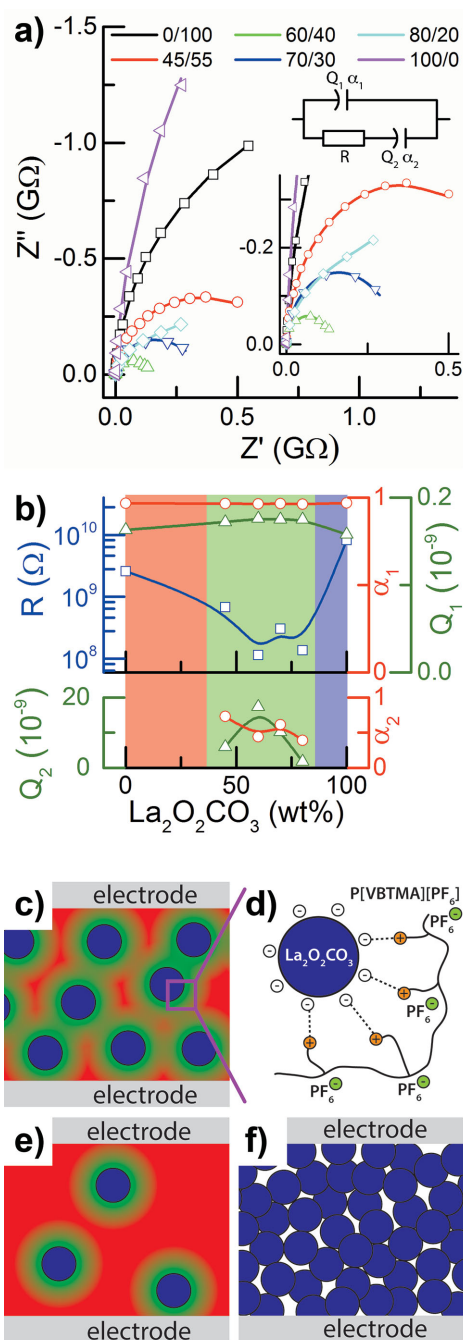 a)
0/100 60/40 80/20
45/55 70/30 100/0
-1.5
-1.0
-0.5
0.0
Z'' (GΩ)
Q1 α1
R Q2 α2
-0.2
0.0
0.0 0.5
0.0 0.5 1.0
Z' (GΩ)
b)
10^10
10^9
10^8
R (Ω)
1
0
α1
0.2
0.0
Q1 (10^-9)
20
0
Q2 (10^-9)
1
0
α2
0 50 100
La2O2CO3 (wt%)
c)
electrode
electrode
d)
P[VBTMA][PF6]
PF6
La2O2CO3
PF6
PF6
PF6
e)
electrode
electrode
f)
electrode
electrode